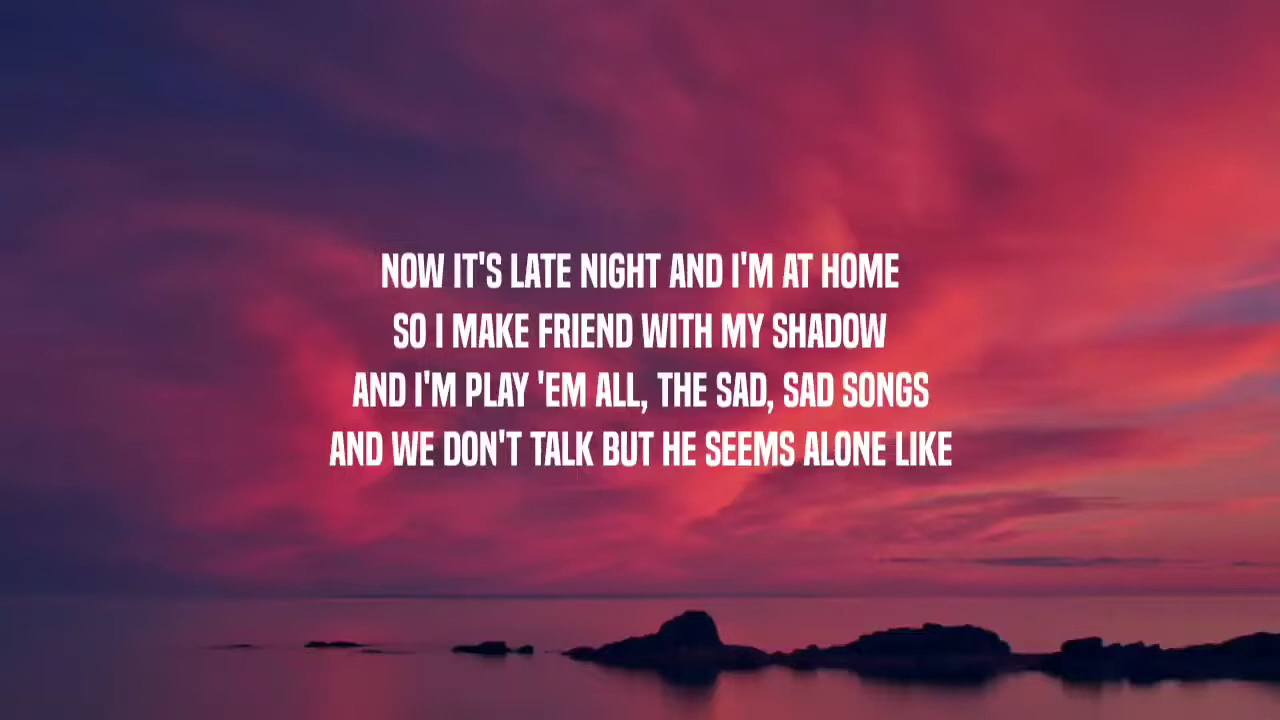 NOW IT'S LATE NIGHT AND I'M AT HOME
SO I MAKE FRIEND WITH MY SHADOW
AND I'M PLAY 'EM ALL, THE SAD, SAD SONGS
AND WE DON'T TALK BUT HE SEEMS ALONE LIKE